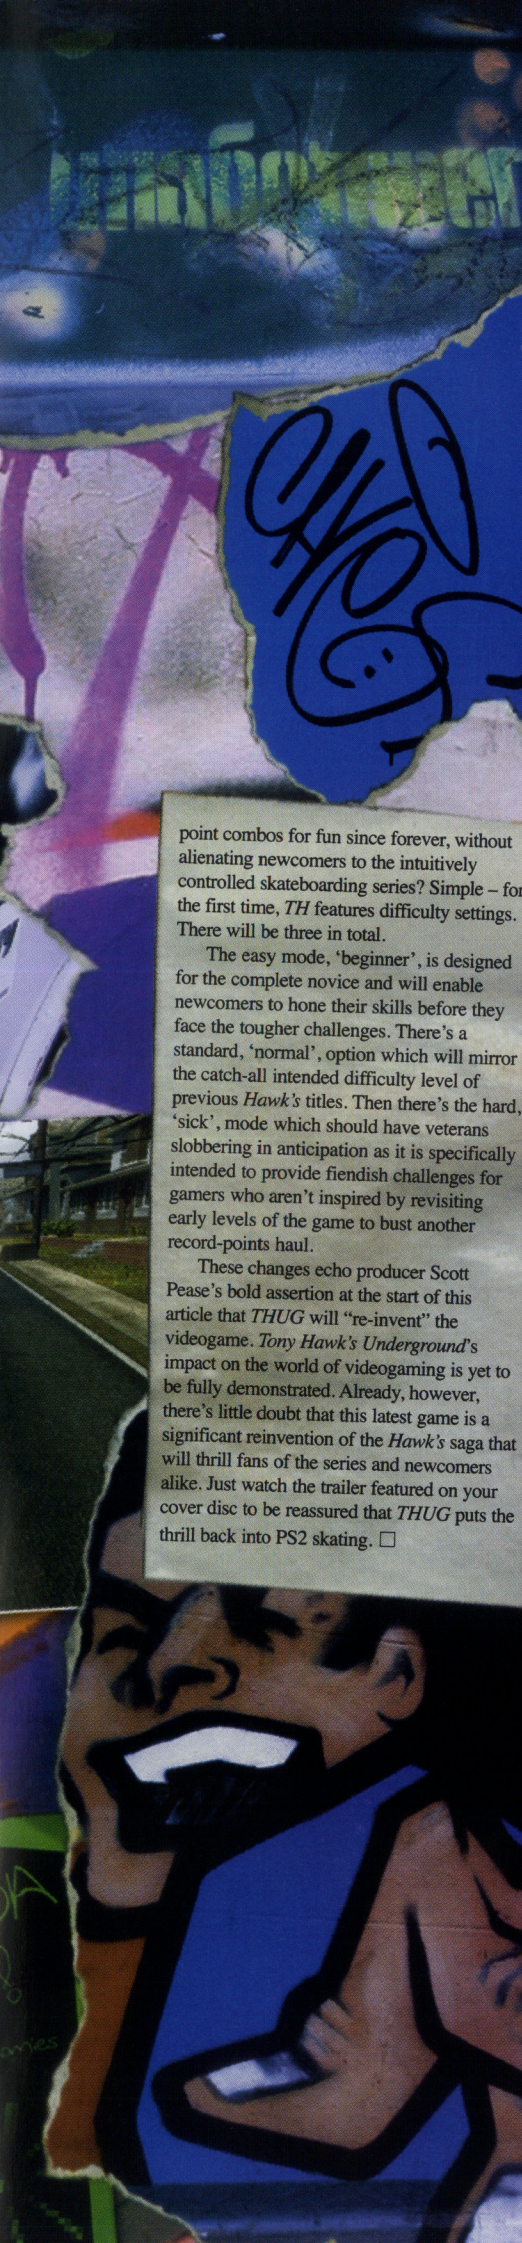 point combos for fun since forever, without
alienating newcomers to the intuitively
controlled skateboarding series? Simple – for
the first time, TH features difficulty settings.
There will be three in total.
The easy mode, ‘beginner’, is designed
for the complete novice and will enable
newcomers to hone their skills before they
face the tougher challenges. There’s a
standard, ‘normal’, option which will mirror
the catch-all intended difficulty level of
previous Hawk’s titles. Then there’s the hard,
‘sick’, mode which should have veterans
slobbering in anticipation as it is specifically
intended to provide fiendish challenges for
gamers who aren’t inspired by revisiting
early levels of the game to bust another
record-points haul.
These changes echo producer Scott
Pease’s bold assertion at the start of this
article that THUG will “re-invent” the
videogame. Tony Hawk’s Underground’s
impact on the world of videogaming is yet to
be fully demonstrated. Already, however,
there’s little doubt that this latest game is a
significant reinvention of the Hawk’s saga that
will thrill fans of the series and newcomers
alike. Just watch the trailer featured on your
cover disc to be reassured that THUG puts the
thrill back into PS2 skating. □